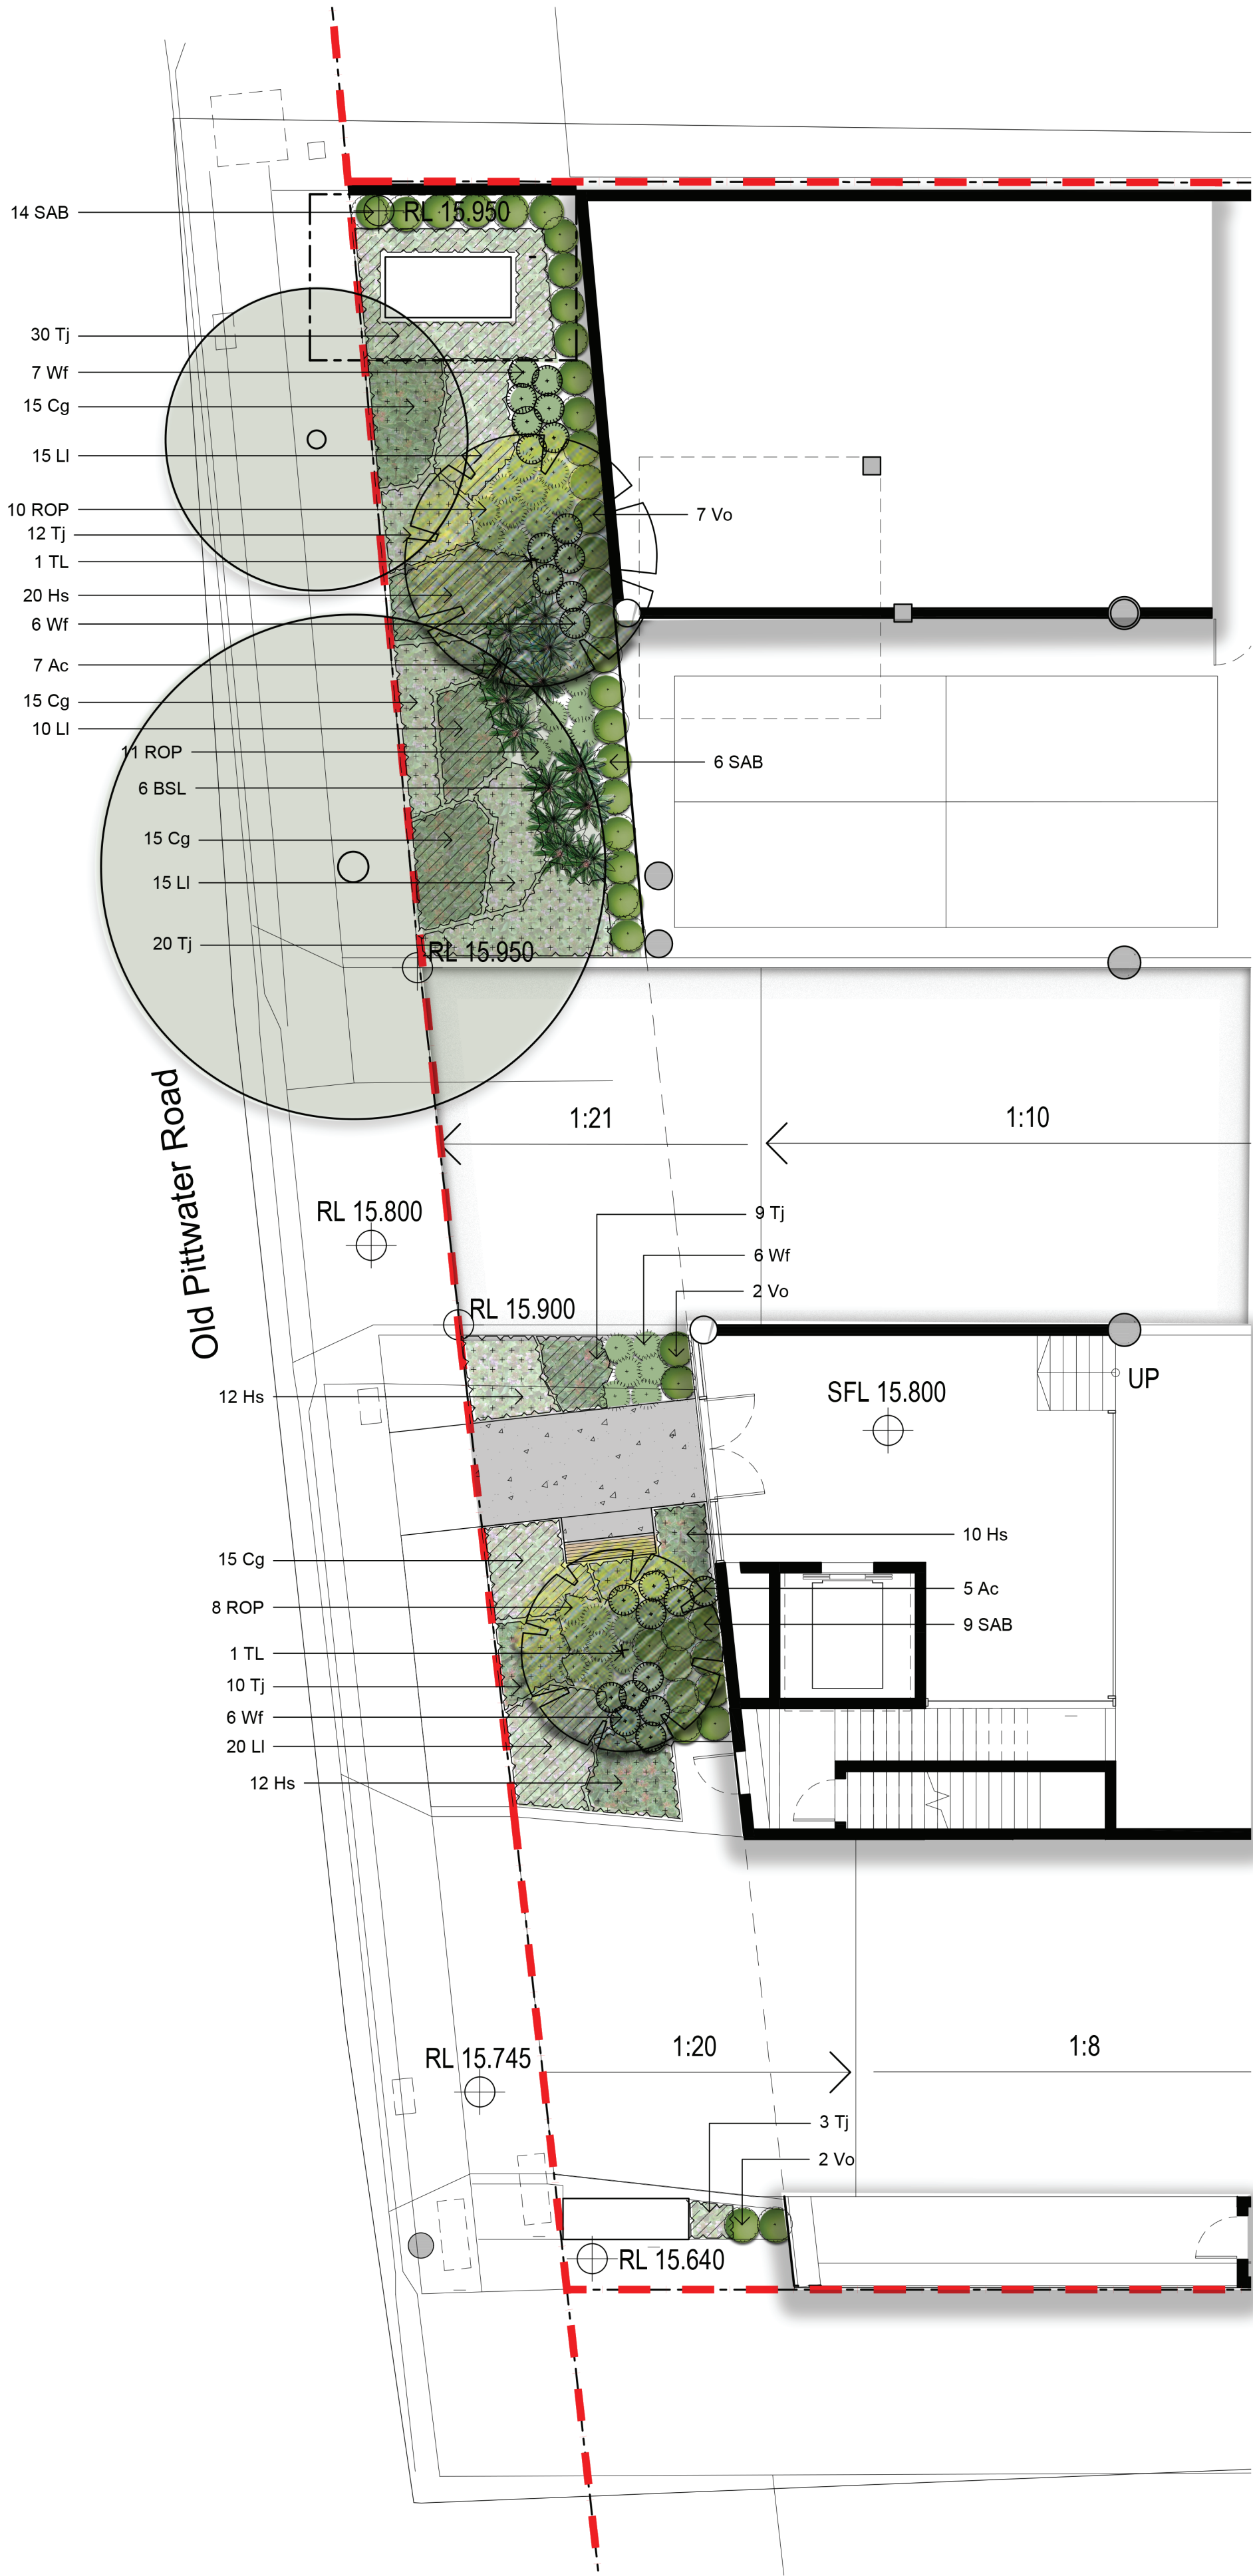 14 SAB
RL 15.950
30 Tj
7 Wf
15 Cg
15 LI
10 ROP
7 Vo
12 Tj
1 TL
20 Hs
6 Wf
7 Ac
15 Cg
10 LI
11 ROP
6 SAB
6 BSL
15 Cg
15 LI
20 Tj
RL 15.950
Old Pittwater Road
1:21
1:10
RL 15.800
9 Tj
6 Wf
2 Vo
RL 15.900
UP
SFL 15.800
12 Hs
10 Hs
15 Cg
5 Ac
8 ROP
9 SAB
1 TL
10 Tj
6 Wf
20 LI
12 Hs
1:20
1:8
RL 15.745
3 Tj
2 Vo
RL 15.640